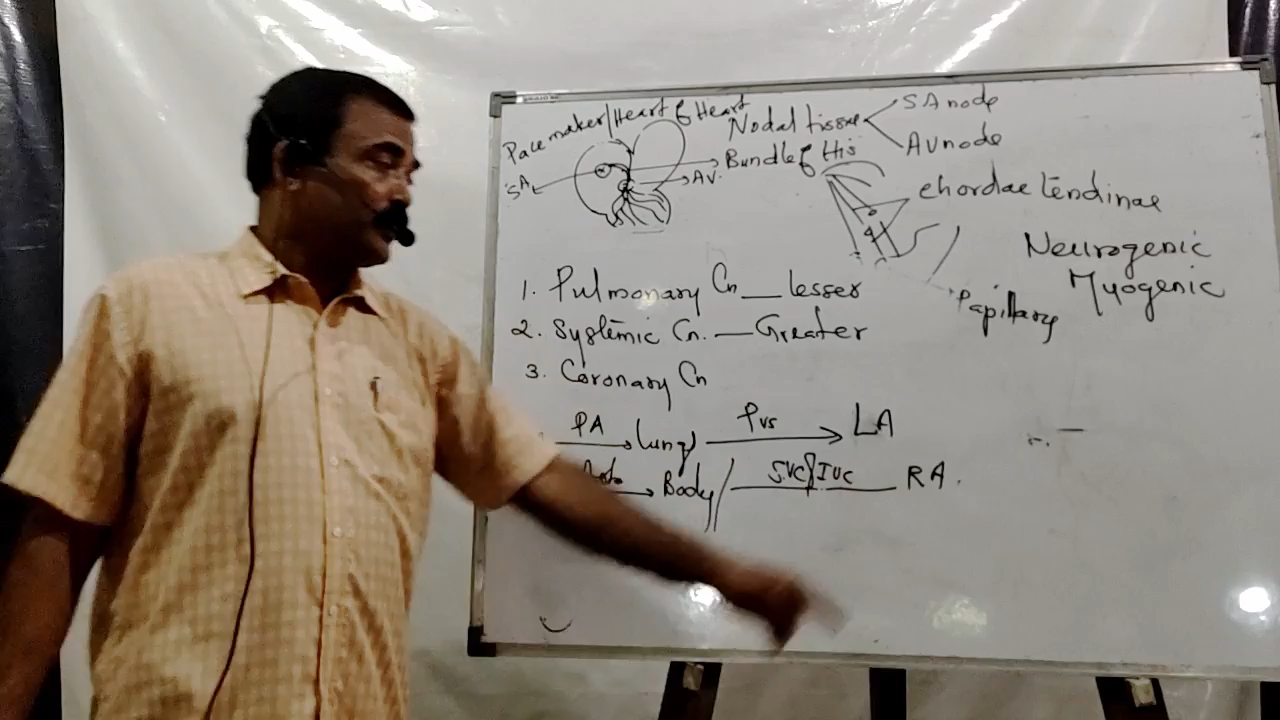 Pacemaker/Heart of Heart
Nodal tissue
SA node
AV node
Bundle of His
SA
AV
chordae tendinae
Neurogenic
Myogenic
Papillary
1. Pulmonary Cn — lesser
2. Systemic Cn. — Greater
3. Coronary Cn
PA lungs Pvs LA
Body SVC & IVC RA.